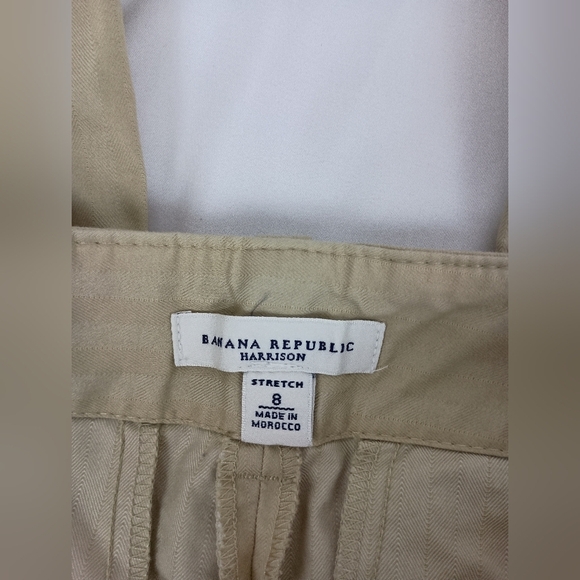 BANANA REPUBLIC
HARRISON
STRETCH
8
MADE IN
MOROCCO